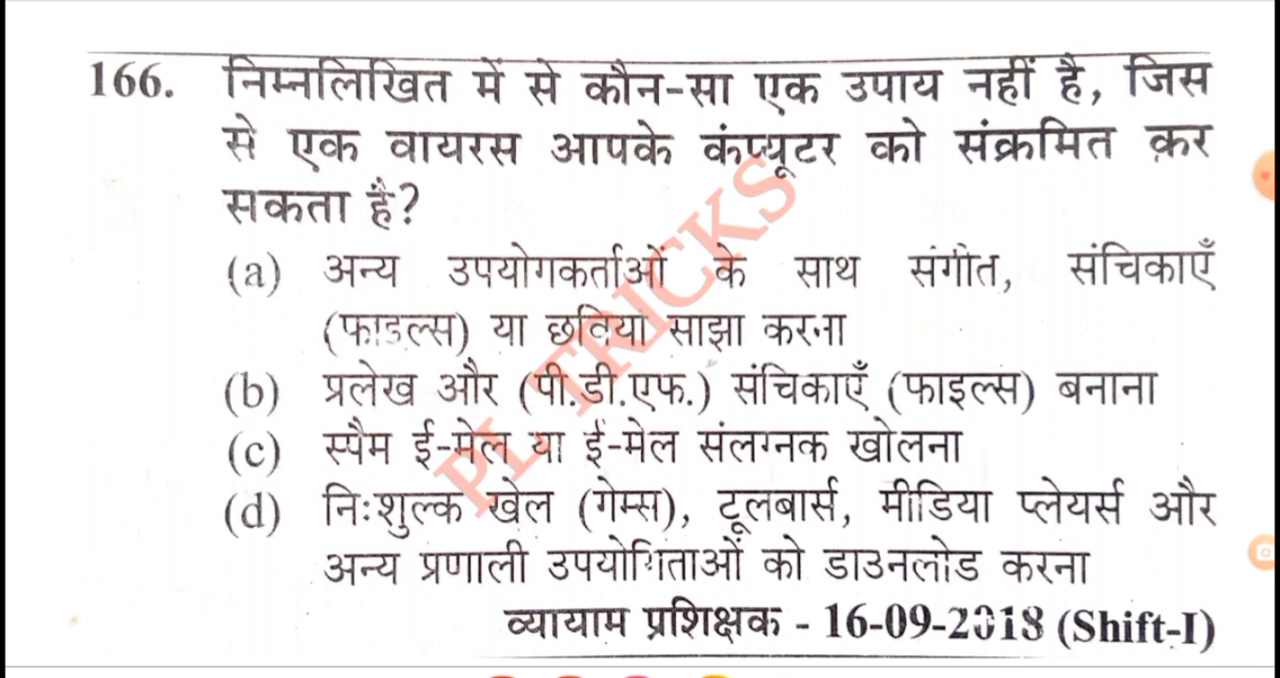 166. निम्नलिखित में से कौन-सा एक उपाय नहीं है, जिस
से एक वायरस आपके कंप्यूटर को संक्रमित कर
सकता है?
(a) अन्य उपयोगकर्ताओं के साथ संगीत, संचिकाएँ
(फाइल्स) या छविया साझा करना
(b) प्रलेख और (पी.डी.एफ.) संचिकाएँ (फाइल्स) बनाना
(c) स्पैम ई-मेल या ई-मेल संलग्नक खोलना
(d) निःशुल्क खेल (गेम्स), टूलबार्स, मीडिया प्लेयर्स और
अन्य प्रणाली उपयोगिताओं को डाउनलोड करना
व्यायाम प्रशिक्षक - 16-09-2018 (Shift-I)
PL TRICKS